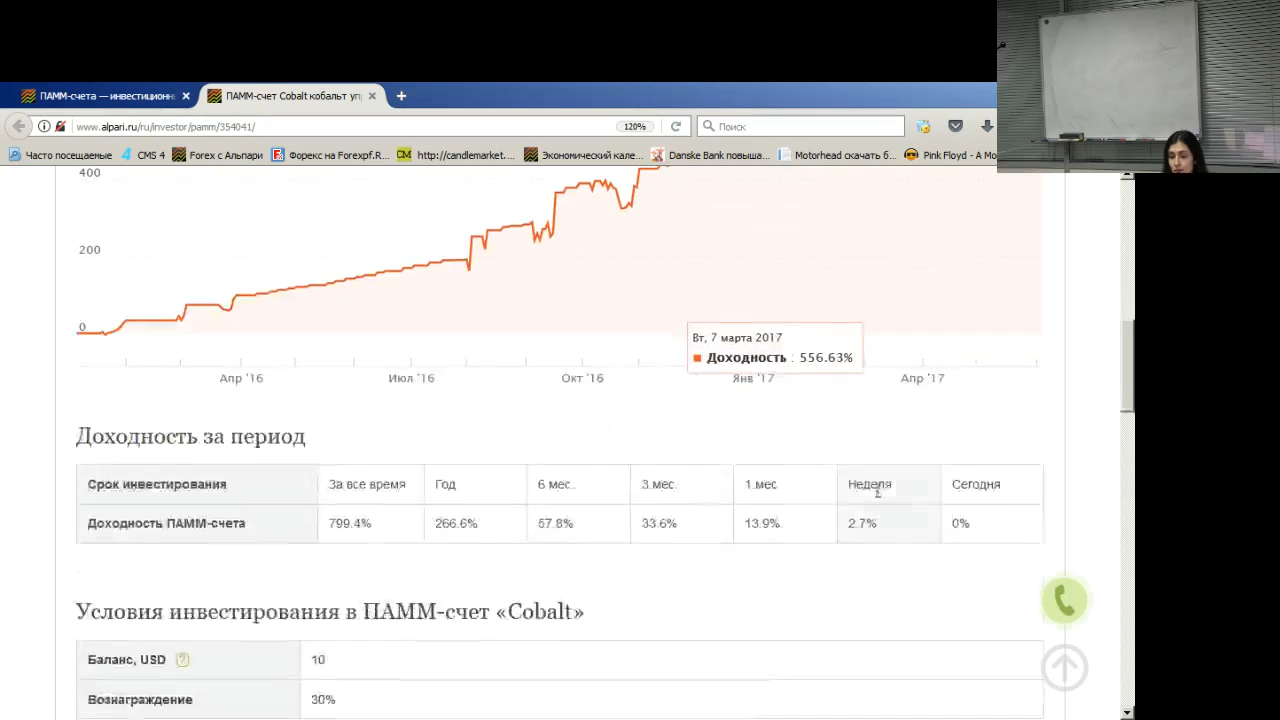 ПАММ-счета — инвестиционн
ПАММ-счет Cobalt кобальт уп
www.alpari.ru/ru/investor/pamm/354041/
120%
Поиск
Часто посещаемые
CMS 4
Forex с Альпари
Форекс на Forexpf.R...
http://candlemarket....
Экономический кале...
Danske Bank повыша...
Motorhead скачать б...
Pink Floyd - A Mo
400
200
0
Вт, 7 марта 2017
Доходность : 556.63%
Апр '16
Июл '16
Окт '16
Янв '17
Апр '17
Доходность за период
Срок инвестирования За все время Год 6 мес. 3 мес. 1 мес Неделя Сегодня
Доходность ПАММ-счета 799.4% 266.6% 57.8% 33.6% 13.9% 2.7% 0%
Условия инвестирования в ПАММ-счет «Cobalt»
Баланс, USD ? 10
Вознаграждение 30%